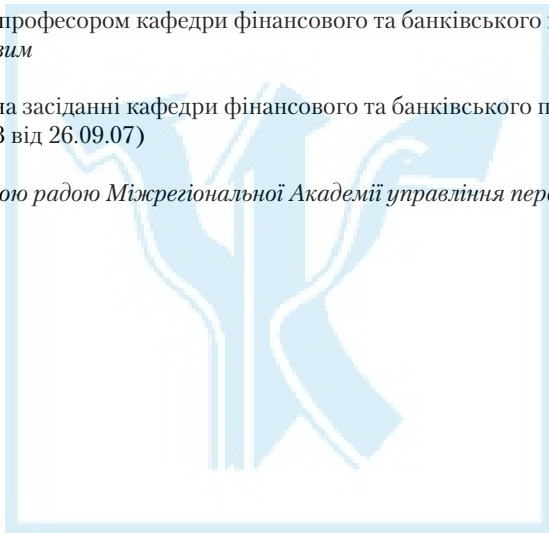 професором кафедри фінансового та банківського
вим
на засіданні кафедри фінансового та банківського п
3 від 26.09.07)
ою радою Міжрегіональної Академії управління пер